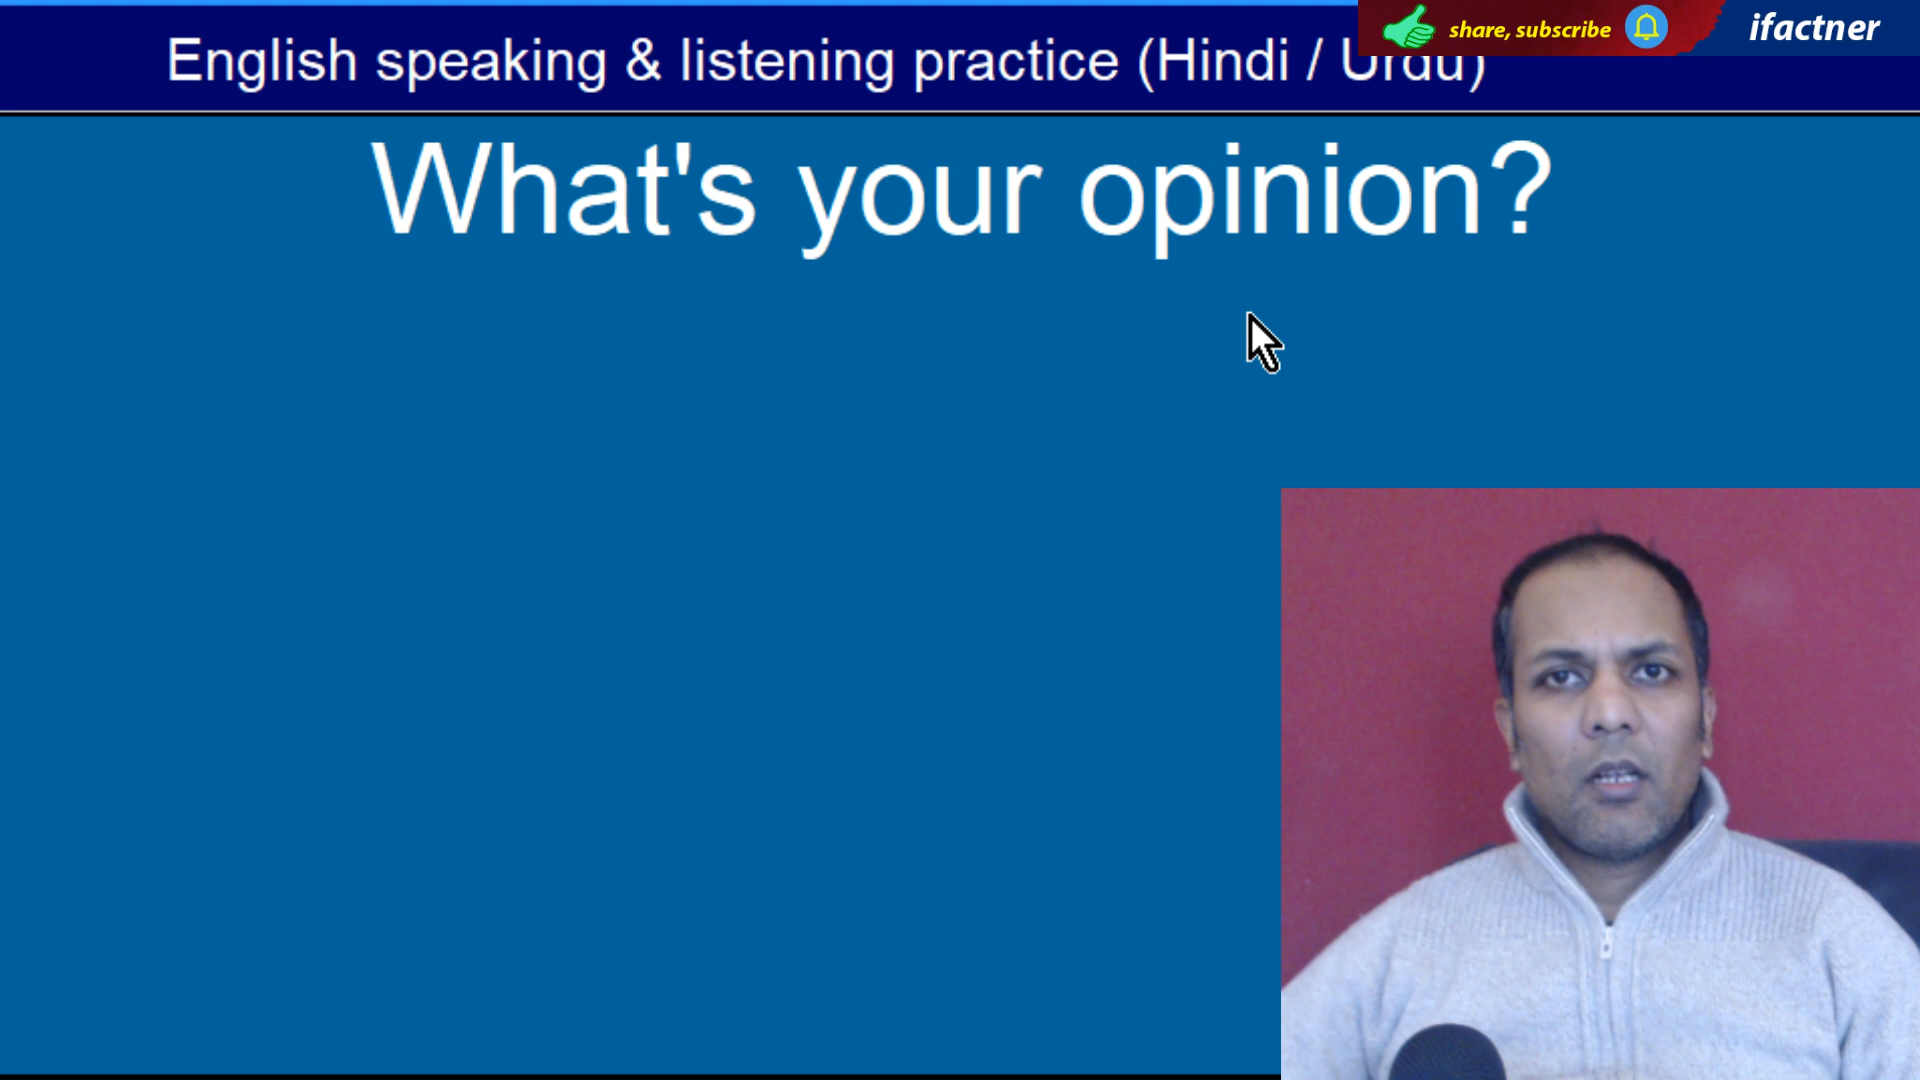 share, subscribe
ifactner
English speaking & listening practice (Hindi / Urdu)
What's your opinion?